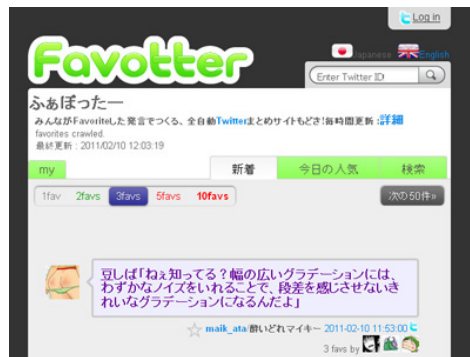 Log in
Favotter
Japanese English
Enter Twitter ID
ふぁぼったー
みんながFavoriteした発言でつくる、全自動Twitterまとめサイトもどき!毎時間更新 :詳細
favorites crawled.
最終更新 : 2011/02/10 12:03:19
my 新着 今日の人気 検索
1fav 2favs 3favs 5favs 10favs 次の50件»
豆しば「ねぇ知ってる？幅の広いグラデーションには、
わずかなノイズをいれることで、段差を感じさせないき
れいなグラデーションになるんだよ」
maik_ata/酔いどれマイキー 2011-02-10 11:53:00
3 favs by